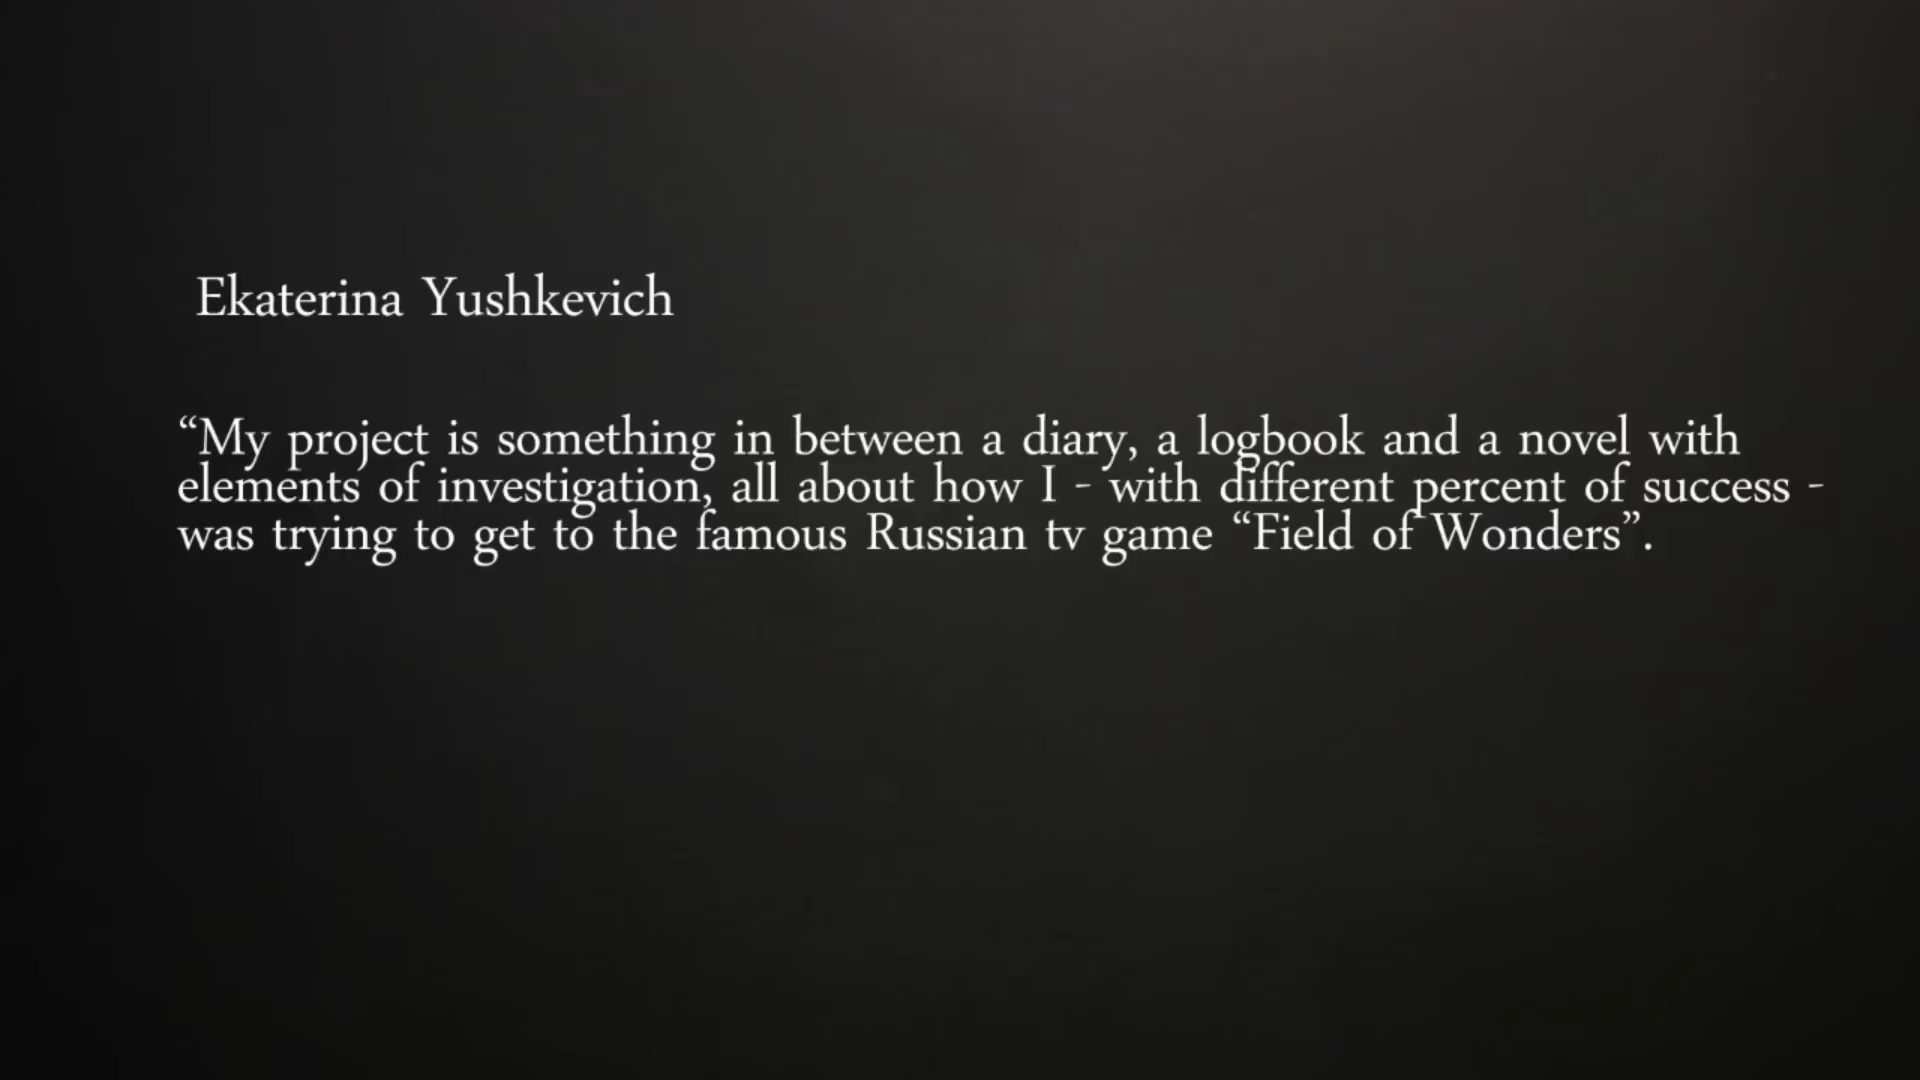 Ekaterina Yushkevich
“My project is something in between a diary, a logbook and a novel with
elements of investigation, all about how I - with different percent of success -
was trying to get to the famous Russian tv game “Field of Wonders”.